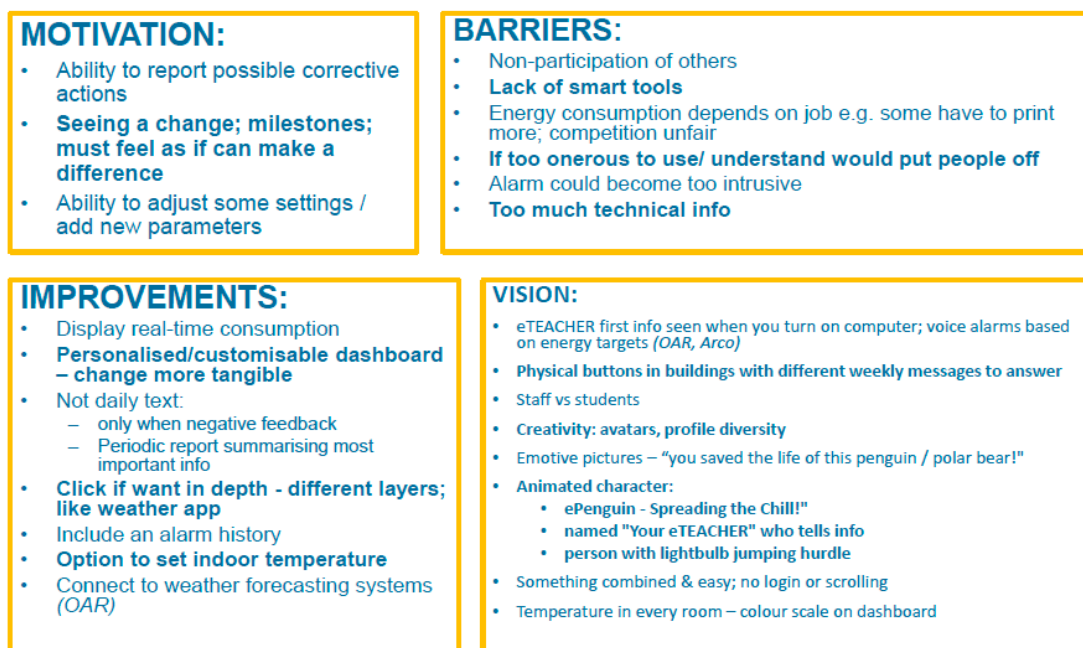 MOTIVATION:
• Ability to report possible corrective
actions
• Seeing a change; milestones;
must feel as if can make a
difference
• Ability to adjust some settings /
add new parameters
BARRIERS:
• Non-participation of others
• Lack of smart tools
• Energy consumption depends on job e.g. some have to print
more; competition unfair
• If too onerous to use/ understand would put people off
• Alarm could become too intrusive
• Too much technical info
IMPROVEMENTS:
• Display real-time consumption
• Personalised/customisable dashboard
– change more tangible
• Not daily text:
– only when negative feedback
– Periodic report summarising most
important info
• Click if want in depth - different layers;
like weather app
• Include an alarm history
• Option to set indoor temperature
• Connect to weather forecasting systems
(OAR)
VISION:
• eTEACHER first info seen when you turn on computer; voice alarms based
on energy targets (OAR, Arco)
• Physical buttons in buildings with different weekly messages to answer
• Staff vs students
• Creativity: avatars, profile diversity
• Emotive pictures – “you saved the life of this penguin / polar bear!"
• Animated character:
• ePenguin - Spreading the Chill!"
• named "Your eTEACHER" who tells info
• person with lightbulb jumping hurdle
• Something combined & easy; no login or scrolling
• Temperature in every room – colour scale on dashboard